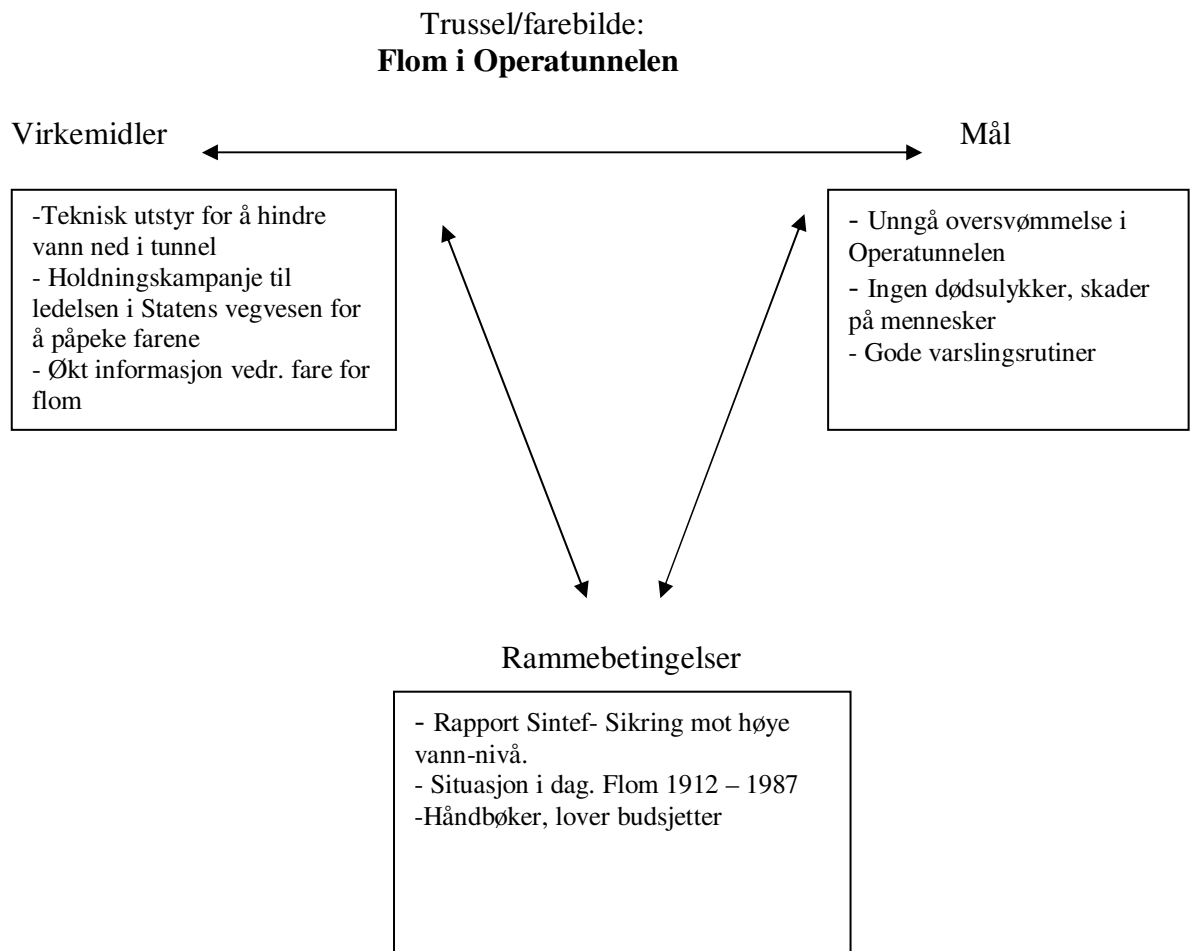 Trussel/farebilde:
Flom i Operatunnelen
Virkemidler
Mål
-Teknisk utstyr for å hindre
vann ned i tunnel
- Holdningskampanje til
ledelsen i Statens vegvesen for
å påpeke farene
- Økt informasjon vedr. fare for
flom
- Unngå oversvømmelse i
Operatunnelen
- Ingen dødsulykker, skader
på mennesker
- Gode varslingsrutiner
Rammebetingelser
- Rapport Sintef- Sikring mot høye
vann-nivå.
- Situasjon i dag. Flom 1912 – 1987
-Håndbøker, lover budsjetter